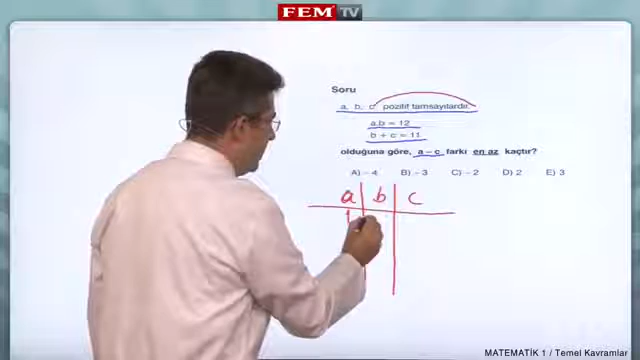 FEM TV
Soru
a, b, c pozitif tamsayılardır.
a.b = 12
b + c = 11
olduğuna göre, a – c farkı en az kaçtır?
A) – 4 B) – 3 C) – 2 D) 2 E) 3
a b c
1
MATEMATİK 1 / Temel Kavramlar